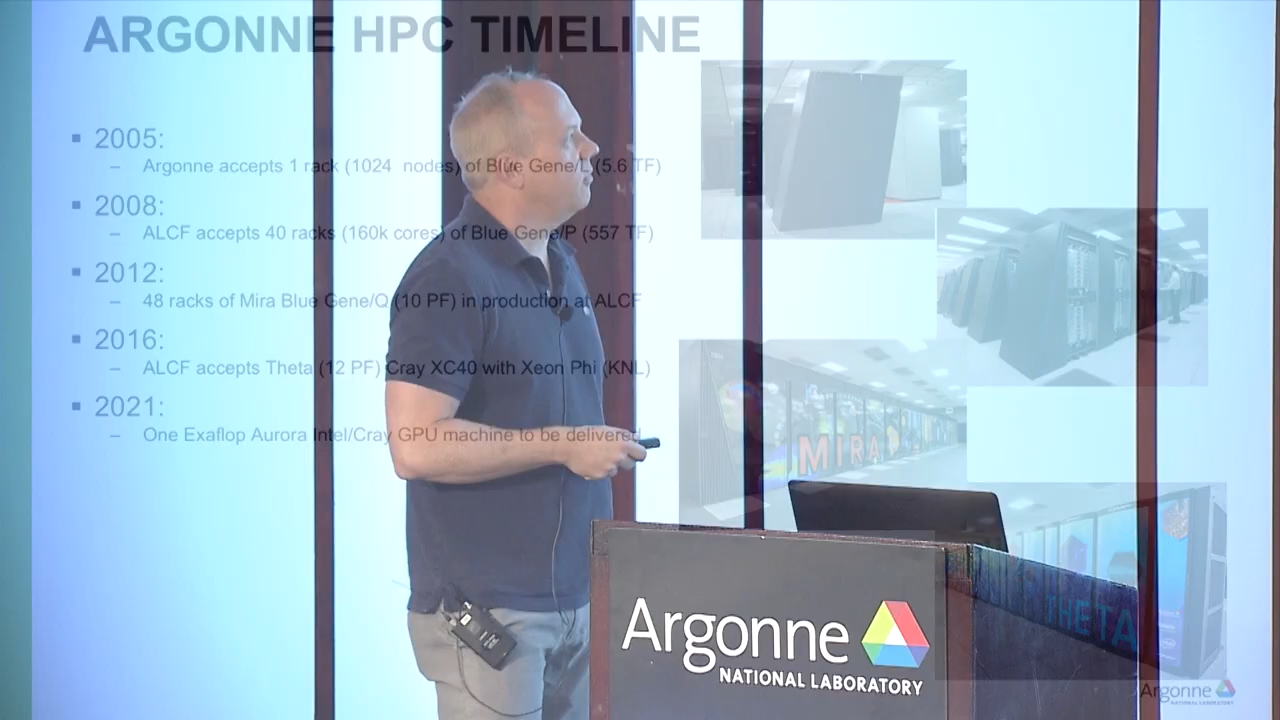 ARGONNE HPC TIMELINE
2005:
– Argonne accepts 1 rack (1024 nodes) of Blue Gene/L (5.6 TF)
2008:
– ALCF accepts 40 racks (160k cores) of Blue Gene/P (557 TF)
2012:
– 48 racks of Mira Blue Gene/Q (10 PF) in production at ALCF
2016:
– ALCF accepts Theta (12 PF) Cray XC40 with Xeon Phi (KNL)
2021:
– One Exaflop Aurora Intel/Cray GPU machine to be delivered
MIRA
THETA
Argonne
NATIONAL LABORATORY
Argonne
NATIONAL LABORATORY